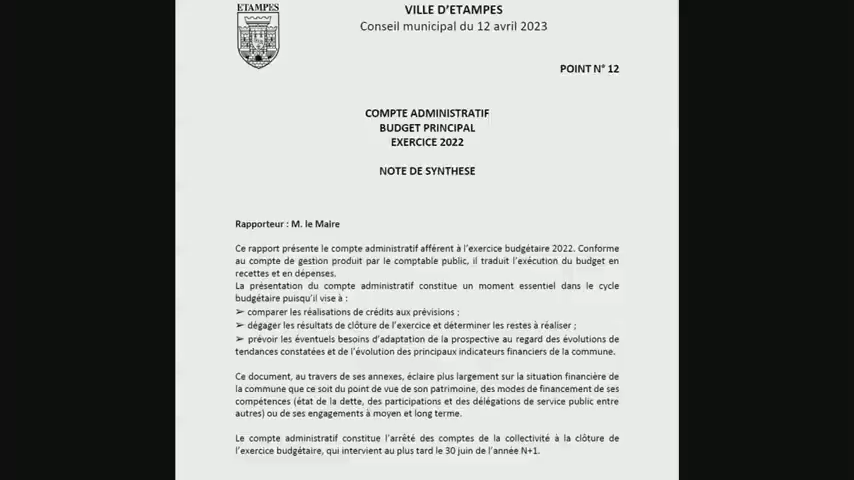 ETAMPES
VILLE D'ETAMPES
Conseil municipal du 12 avril 2023
POINT N° 12
COMPTE ADMINISTRATIF
BUDGET PRINCIPAL
EXERCICE 2022
NOTE DE SYNTHESE
Rapporteur : M. le Maire
Ce rapport présente le compte administratif afférent à l'exercice budgétaire 2022. Conforme
au compte de gestion produit par le comptable public, il traduit l'exécution du budget en
recettes et en dépenses.
La présentation du compte administratif constitue un moment essentiel dans le cycle
budgétaire puisqu'il vise à :
➢ comparer les réalisations de crédits aux prévisions ;
➢ dégager les résultats de clôture de l'exercice et déterminer les restes à réaliser ;
➢ prévoir les éventuels besoins d'adaptation de la prospective au regard des évolutions de
tendances constatées et de l'évolution des principaux indicateurs financiers de la commune.
Ce document, au travers de ses annexes, éclaire plus largement sur la situation financière de
la commune que ce soit du point de vue de son patrimoine, des modes de financement de ses
compétences (état de la dette, des participations et des délégations de service public entre
autres) ou de ses engagements à moyen et long terme.
Le compte administratif constitue l'arrêté des comptes de la collectivité à la clôture de
l'exercice budgétaire, qui intervient au plus tard le 30 juin de l'année N+1.